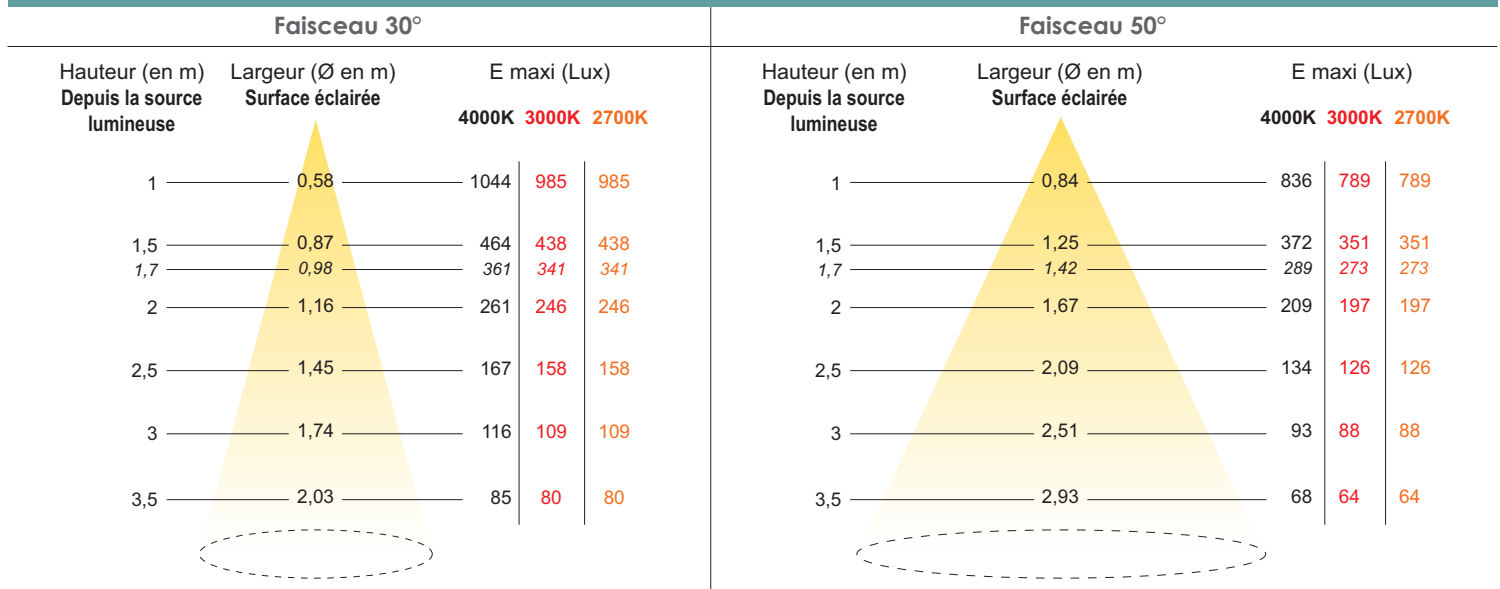 Faisceau 30°
Hauteur (en m) Largeur (Ø en m) E maxi (Lux)
Depuis la source Surface éclairée
lumineuse 4000K 3000K 2700K
1 0,58 1044 985 985
1,5 0,87 464 438 438
1,7 0,98 361 341 341
2 1,16 261 246 246
2,5 1,45 167 158 158
3 1,74 116 109 109
3,5 2,03 85 80 80
Faisceau 50°
Hauteur (en m) Largeur (Ø en m) E maxi (Lux)
Depuis la source Surface éclairée
lumineuse 4000K 3000K 2700K
1 0,84 836 789 789
1,5 1,25 372 351 351
1,7 1,42 289 273 273
2 1,67 209 197 197
2,5 2,09 134 126 126
3 2,51 93 88 88
3,5 2,93 68 64 64